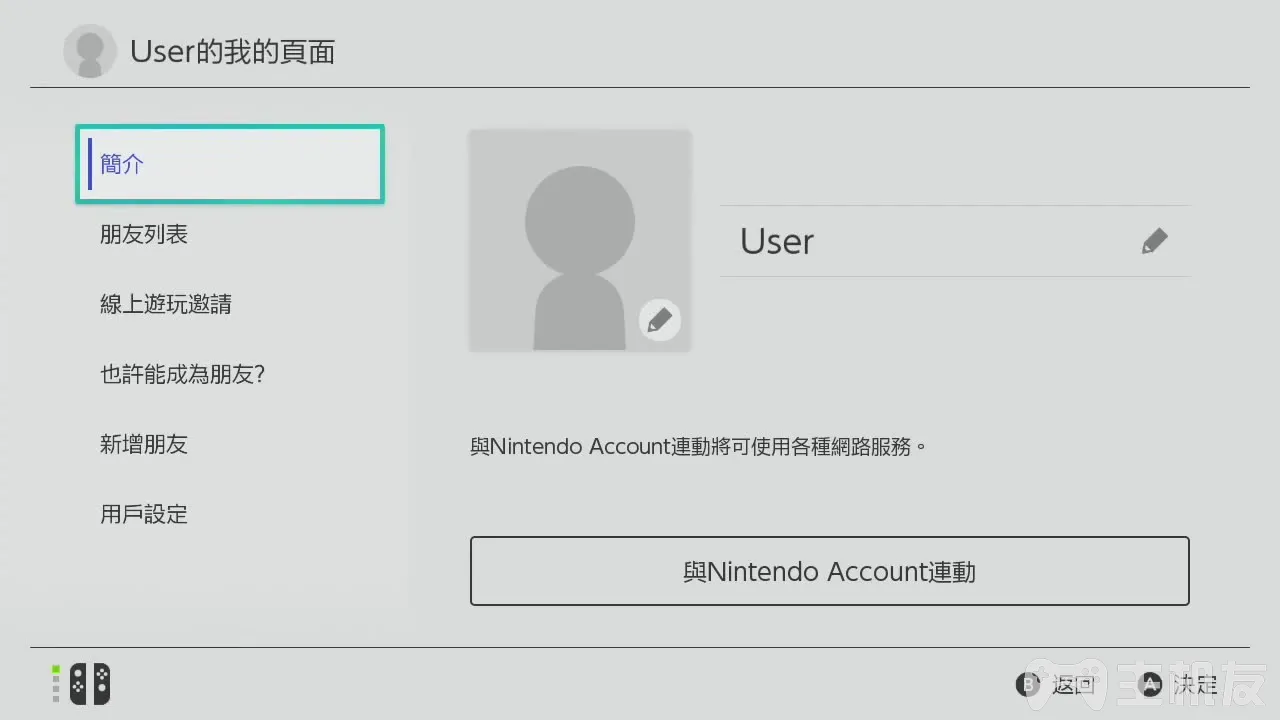 User的我的頁面
簡介
朋友列表
線上遊玩邀請
也許能成為朋友?
新增朋友
用戶設定
User
與Nintendo Account連動將可使用各種網路服務。
與Nintendo Account連動
B 返回 A 決定
主机友